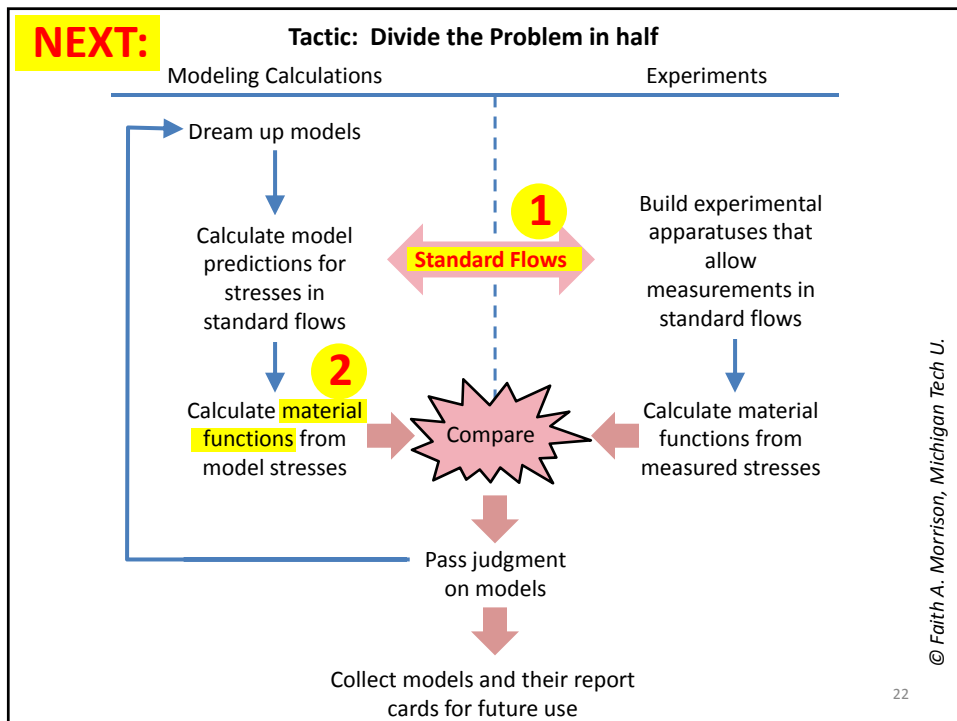 NEXT:
Tactic:  Divide the Problem in half
Modeling Calculations
Experiments
Dream up models
Calculate model
predictions for
stresses in
standard flows
1
Standard Flows
Build experimental
apparatuses that
allow
measurements in
standard flows
2
Calculate material
functions from
model stresses
Compare
Calculate material
functions from
measured stresses
Pass judgment
on models
Collect models and their report
cards for future use
© Faith A. Morrison, Michigan Tech U.
22